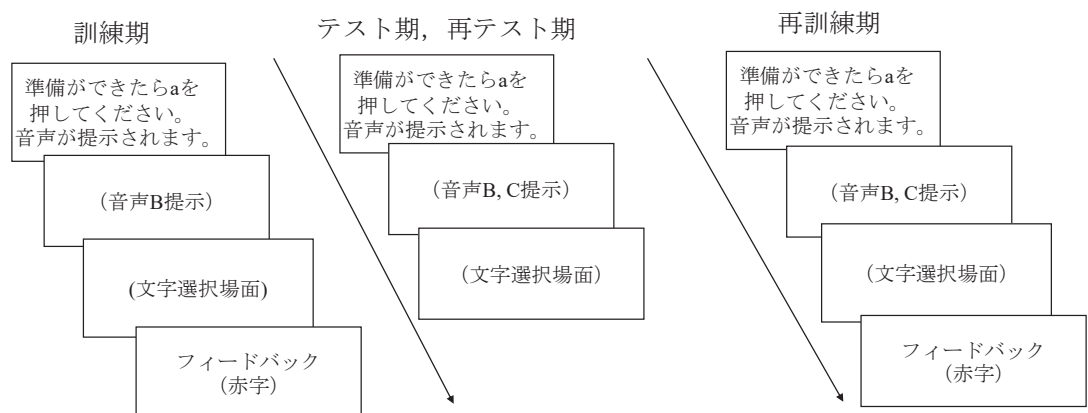 訓練期
準備ができたらaを
押してください。
音声が提示されます。
（音声B提示）
(文字選択場面)
フィードバック
（赤字）
テスト期，再テスト期
準備ができたらaを
押してください。
音声が提示されます。
（音声B, C提示）
（文字選択場面）
再訓練期
準備ができたらaを
押してください。
音声が提示されます。
（音声B, C提示）
（文字選択場面）
フィードバック
（赤字）